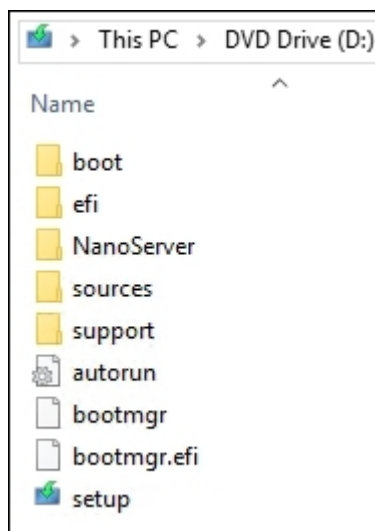 This PC > DVD Drive (D:)
Name
boot
efi
NanoServer
sources
support
autorun
bootmgr
bootmgr.efi
setup